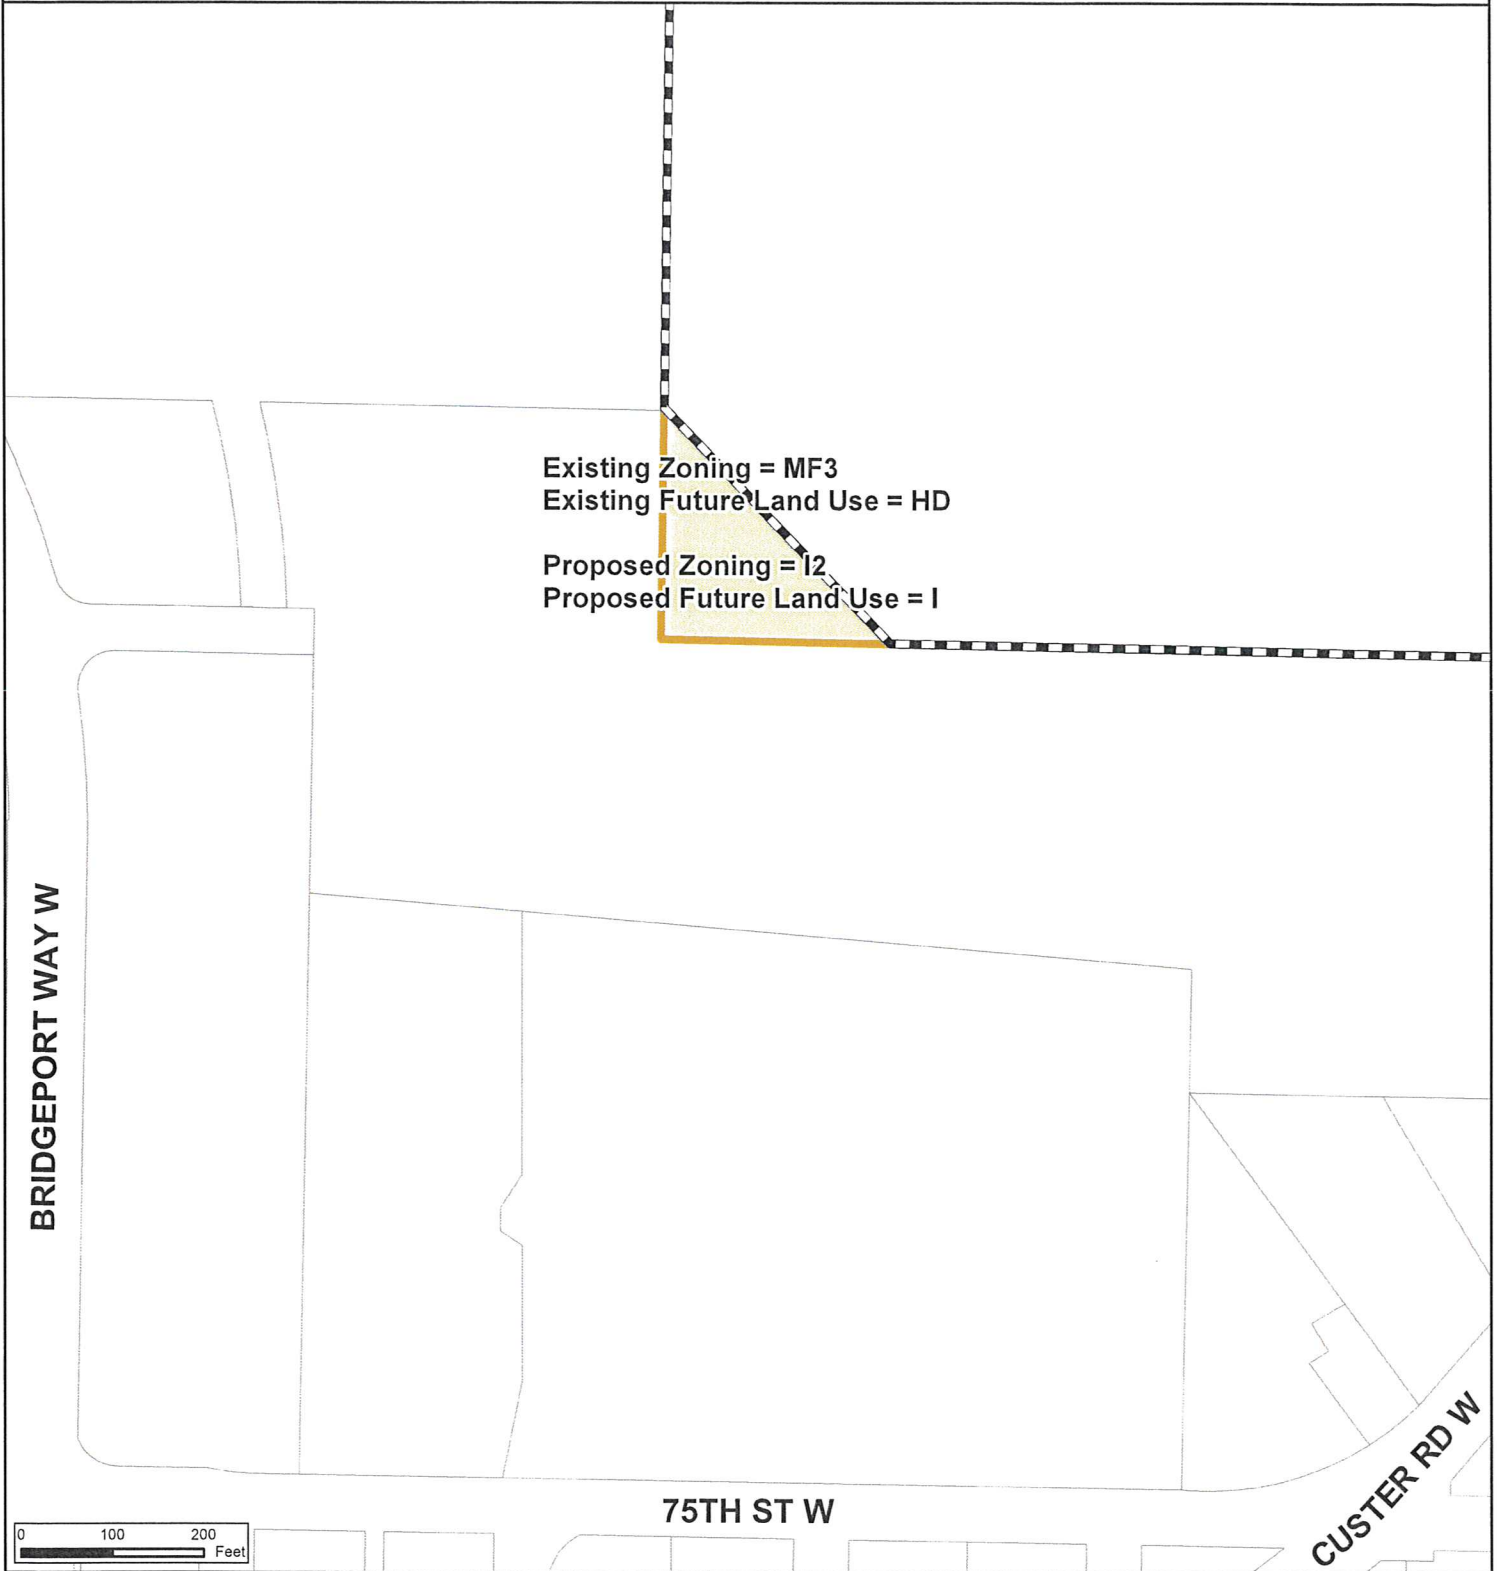 Existing Zoning = MF3
Existing Future Land Use = HD
Proposed Zoning = I2
Proposed Future Land Use = I
BRIDGEPORT WAY W
75TH ST W
CUSTER RD W
0 100 200
Feet